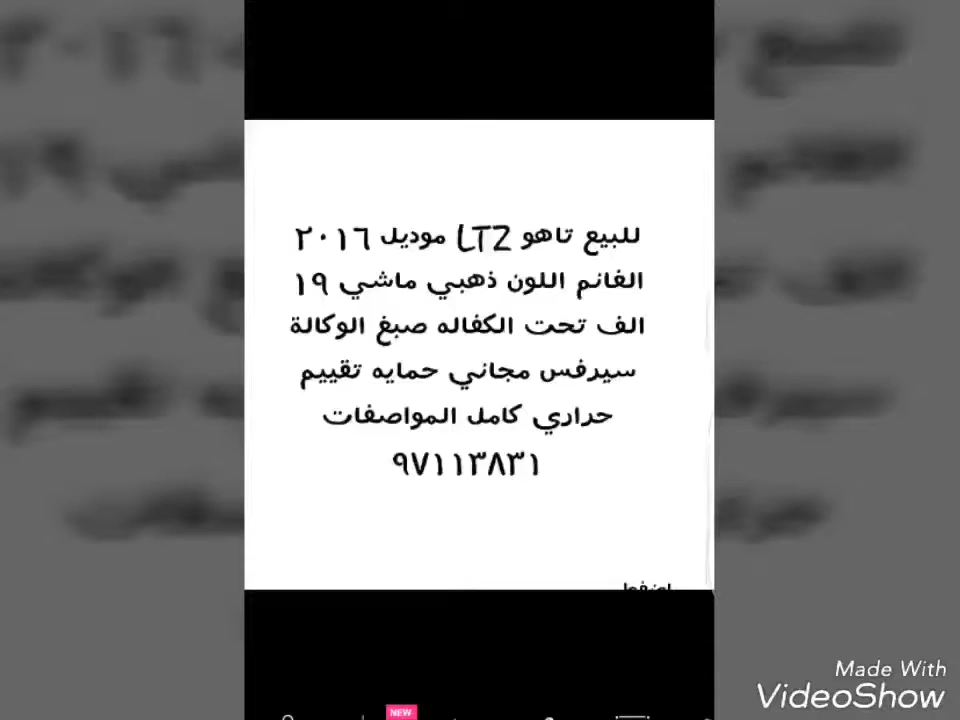 للبيع تاهو LTZ موديل ٢٠١٦
الغانم اللون ذهبي ماشي ١٩
الف تحت الكفاله صبغ الوكالة
سيرفس مجاني حمايه تقييم
حراري كامل المواصفات
٩٧١١٣٨٣١
NEW
Made With
VideoShow